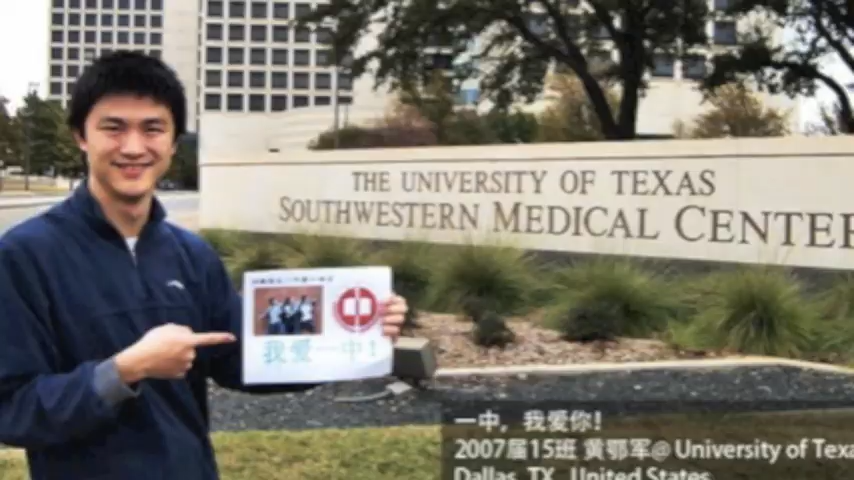 THE UNIVERSITY OF TEXAS
SOUTHWESTERN MEDICAL CENTER
我爱一中!
一中，我爱你!
2007届15班 黄鄂军@ University of Texa
Dallas, TX, United States